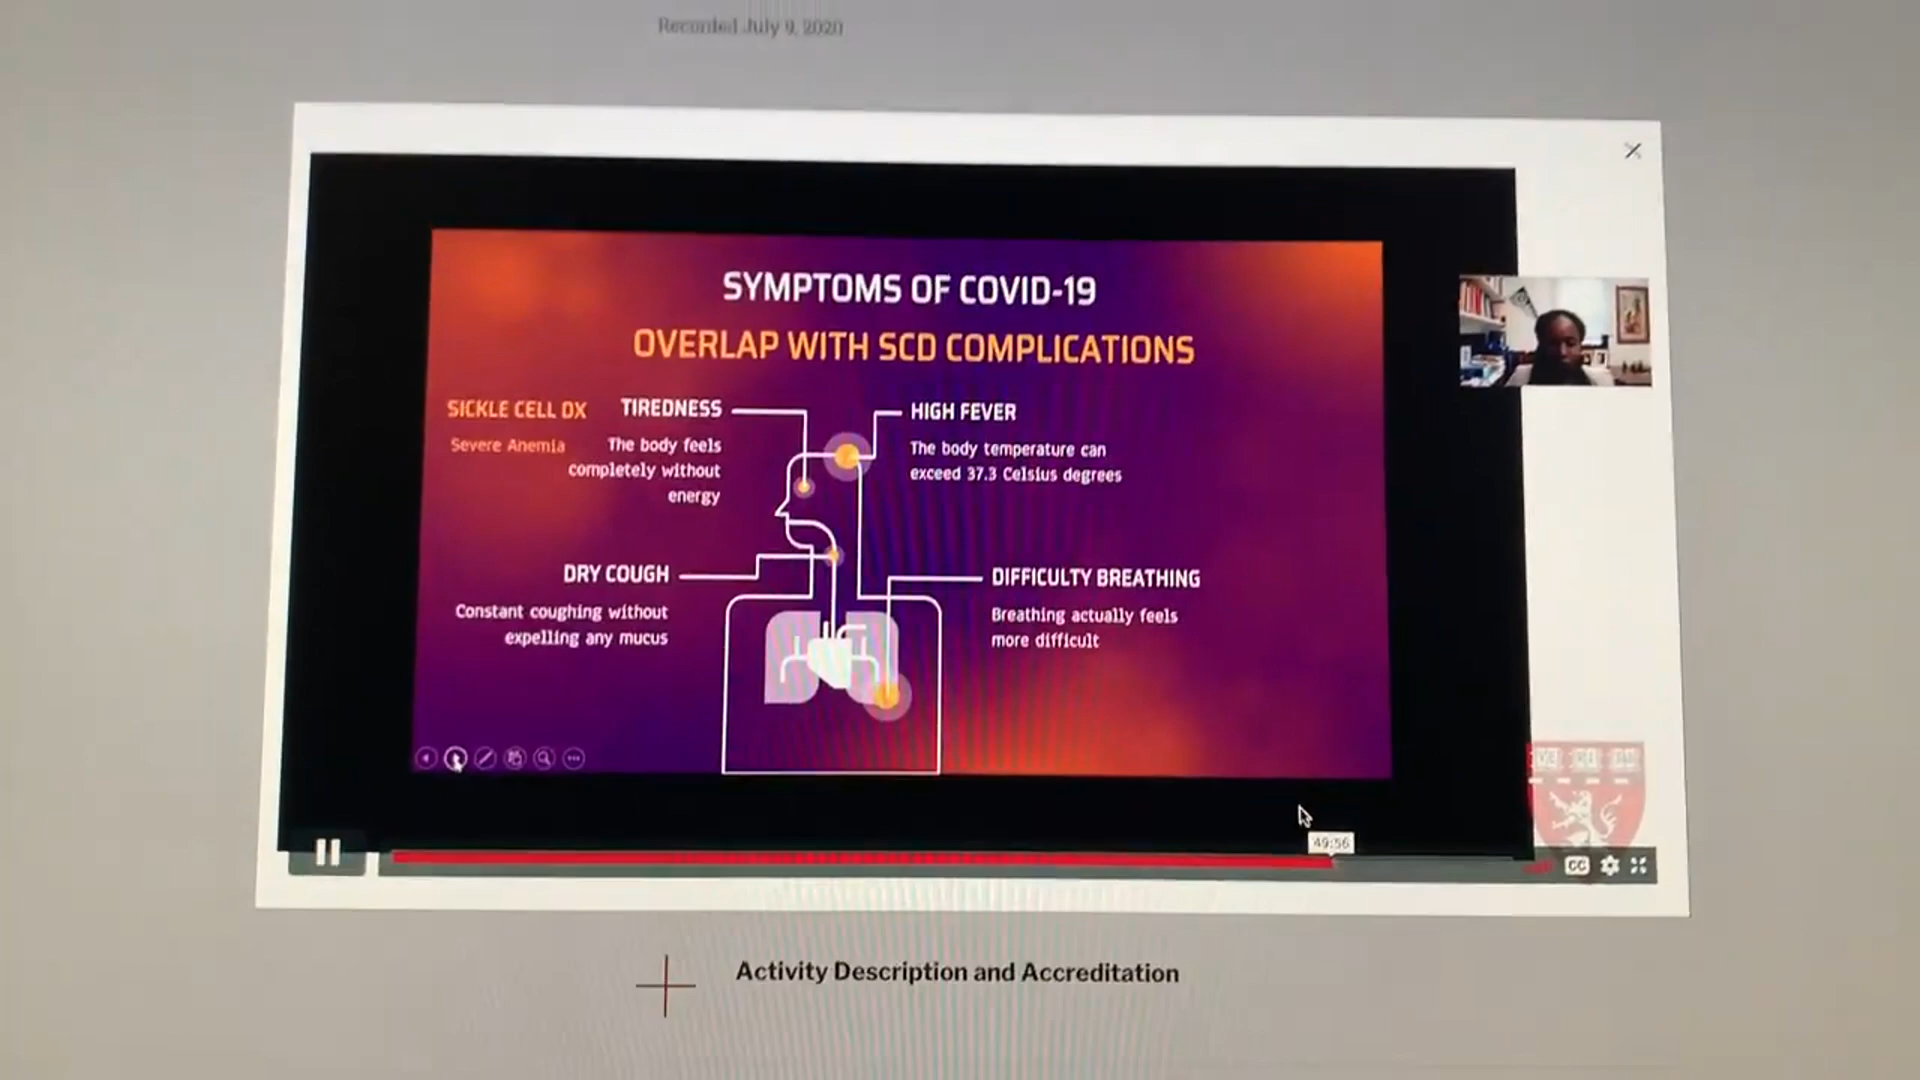 Recorded July 9, 2020
SYMPTOMS OF COVID-19
OVERLAP WITH SCD COMPLICATIONS
SICKLE CELL DX
Severe Anemia
TIREDNESS
The body feels
completely without
energy
HIGH FEVER
The body temperature can
exceed 37.3 Celsius degrees
DRY COUGH
Constant coughing without
expelling any mucus
DIFFICULTY BREATHING
Breathing actually feels
more difficult
49:56
CC
Activity Description and Accreditation